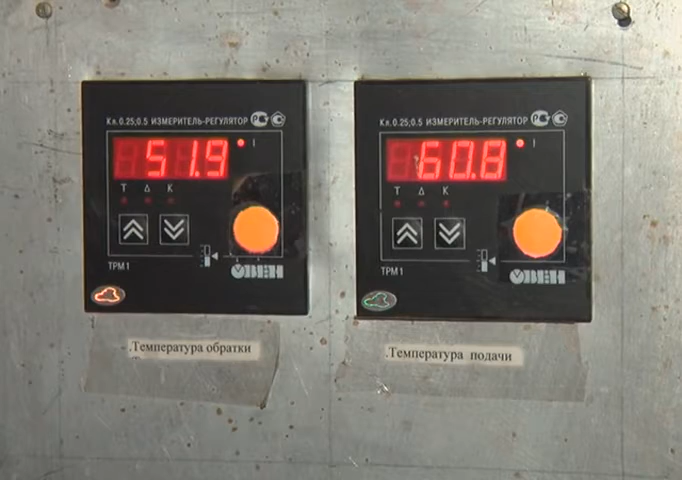 Кл. 0.25;0.5 ИЗМЕРИТЕЛЬ-РЕГУЛЯТОР
51.9 I
Т Δ К
ТРМ1
ОВЕН
Температура обратки
Кл. 0.25;0.5 ИЗМЕРИТЕЛЬ-РЕГУЛЯТОР
60.8 I
Т Δ К
ТРМ1
ОВЕН
.Температура подачи